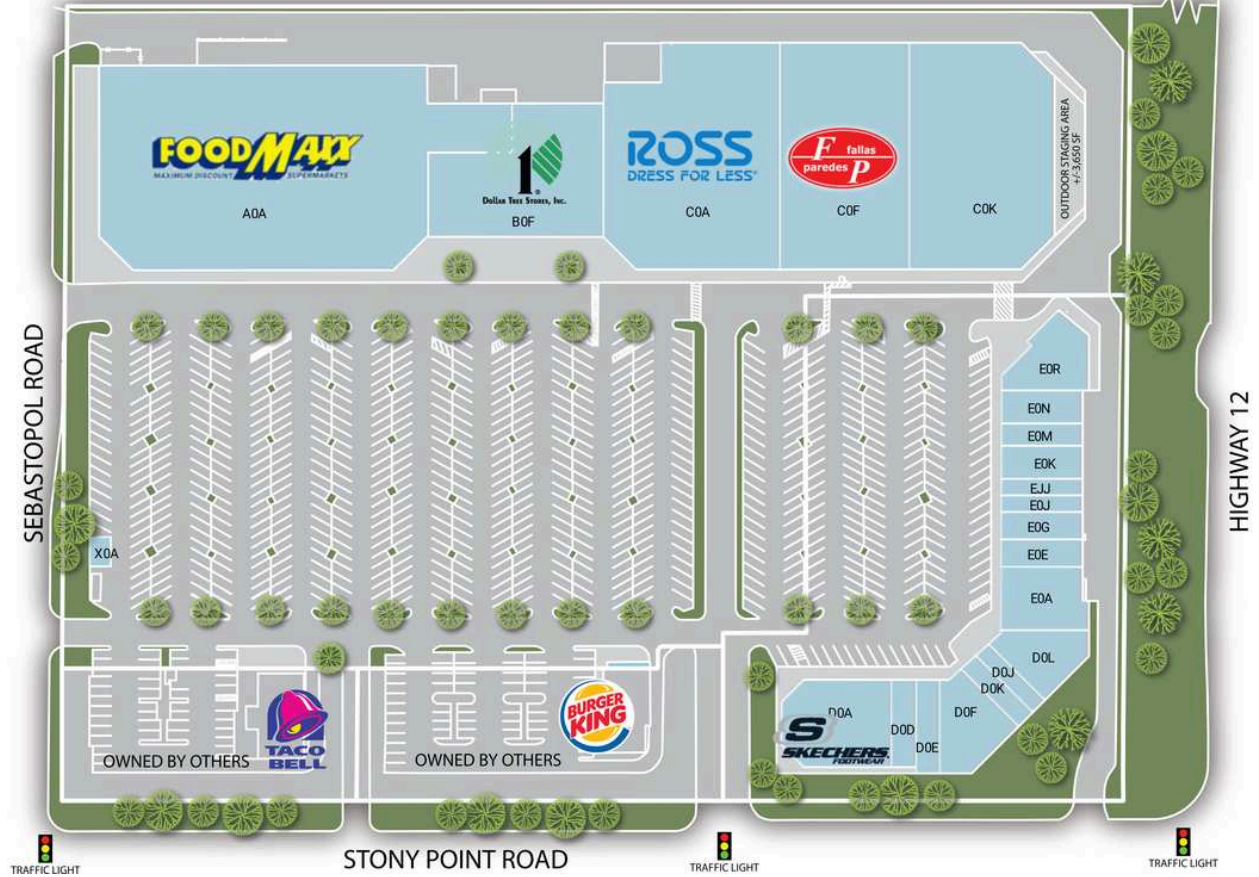 FOODMAXX
MAXIMUM DISCOUNT SUPERMARKETS
A0A
1
Dollar Tree Stores, Inc.
B0F
ROSS
DRESS FOR LESS®
C0A
F fallas
paredes P
C0F
C0K
OUTDOOR STAGING AREA
+/-3,650 SF
SEBASTOPOL ROAD
HIGHWAY 12
X0A
E0R
E0N
E0M
E0K
EJJ
E0J
E0G
E0E
E0A
D0L
D0J
D0K
D0F
D0A
D0D
D0E
S
SKECHERS
FOOTWEAR
TACO
BELL
OWNED BY OTHERS
BURGER
KING
OWNED BY OTHERS
STONY POINT ROAD
TRAFFIC LIGHT
TRAFFIC LIGHT
TRAFFIC LIGHT